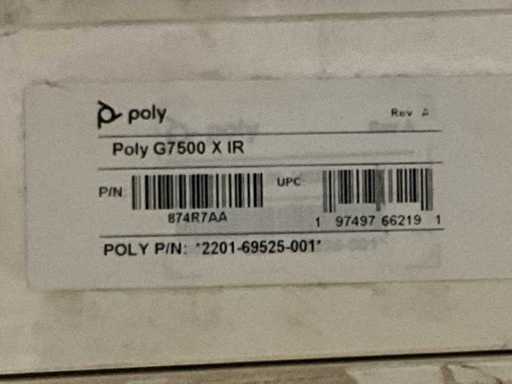 poly
Rev A
Poly G7500 X IR
P/N: 874R7AA
UPC: 1 97497 66219 1
POLY P/N: *2201-69525-001*